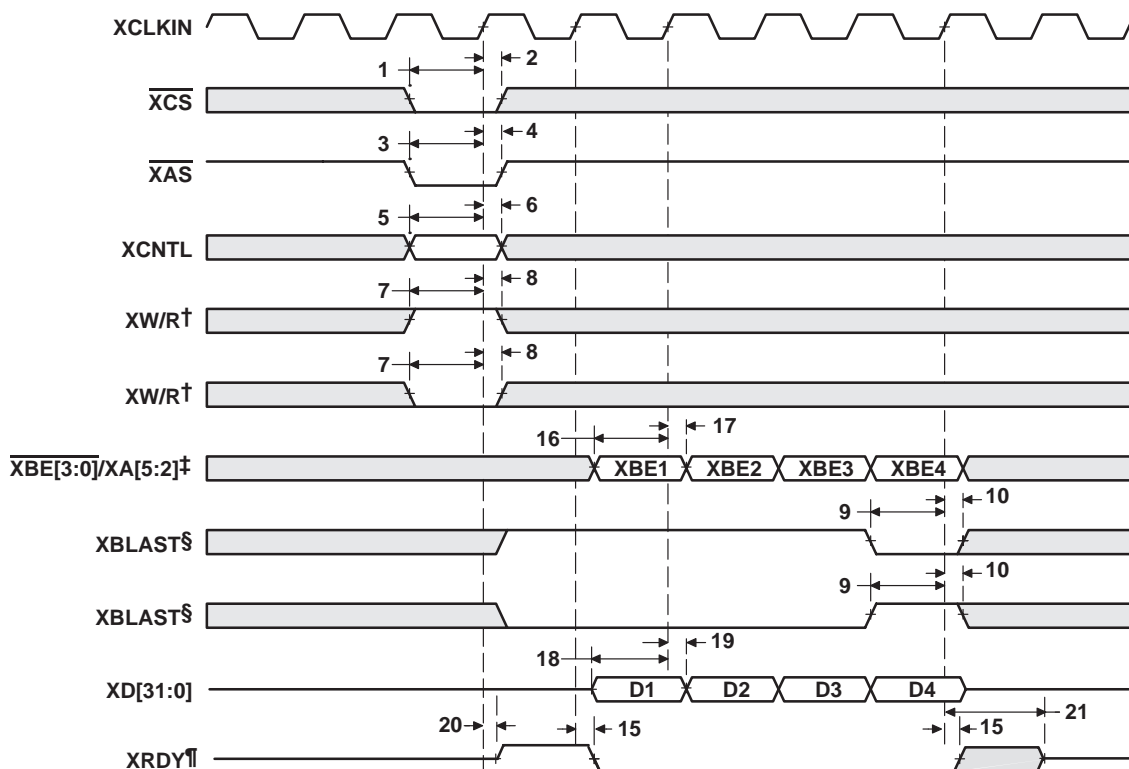 XCLKIN
1
2
XCS
3
4
XAS
5
6
XCNTL
7
8
XW/R†
7
8
XW/R†
16
17
XBE[3:0]/XA[5:2]‡
XBE1 XBE2 XBE3 XBE4
9
10
XBLAST§
9
10
XBLAST§
18
19
XD[31:0]
D1 D2 D3 D4
20
15
15
21
XRDY¶